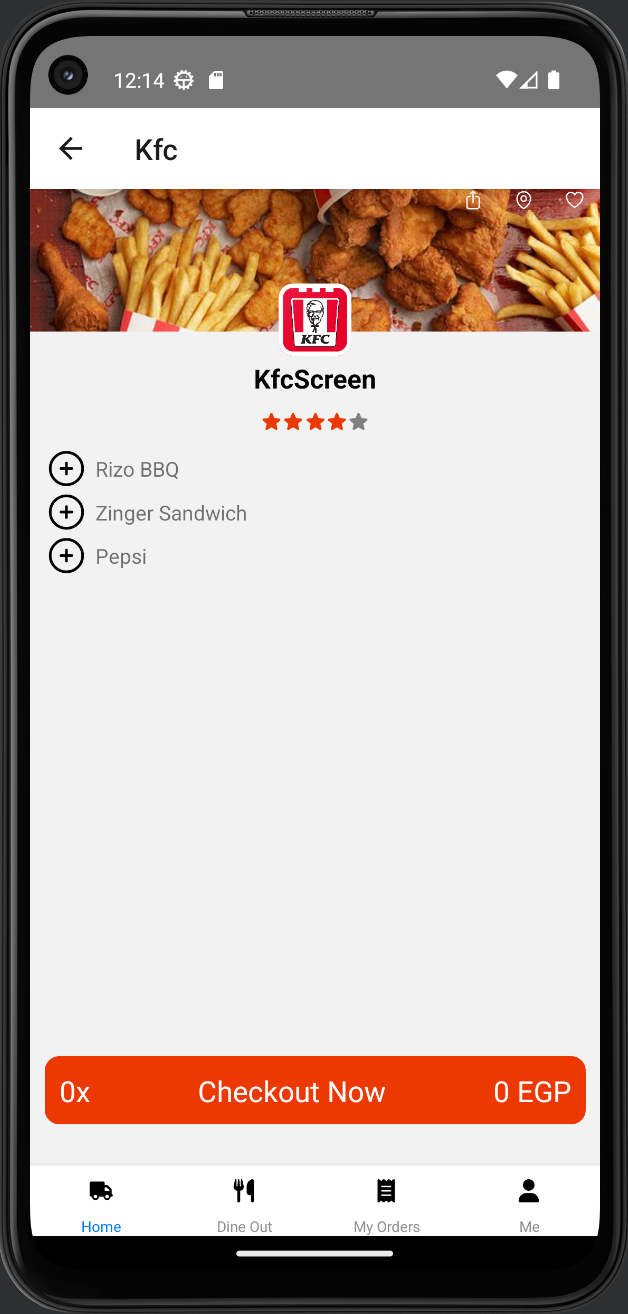 12:14
Kfc
KFC
KfcScreen
Rizo BBQ
Zinger Sandwich
Pepsi
0x Checkout Now 0 EGP
Home Dine Out My Orders Me